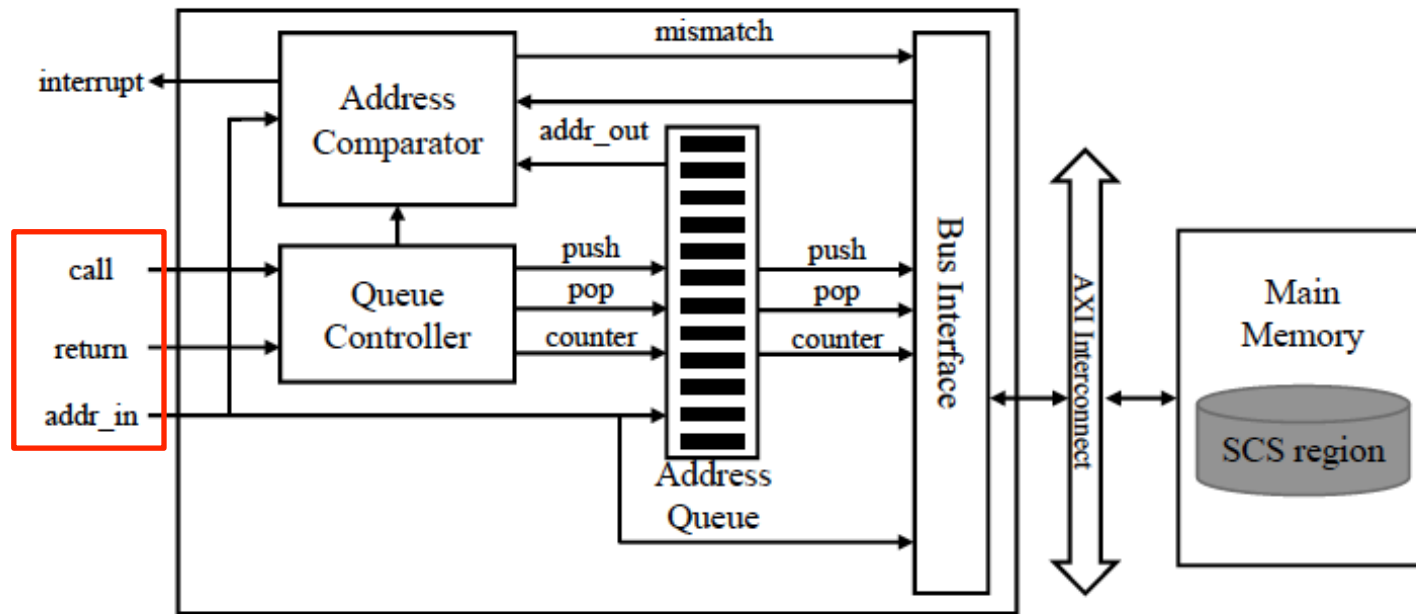 mismatch
interrupt
Address
Comparator
addr_out
call
return
addr_in
Queue
Controller
push
pop
counter
Address
Queue
push
pop
counter
Bus Interface
AXI Interconnect
Main
Memory
SCS region